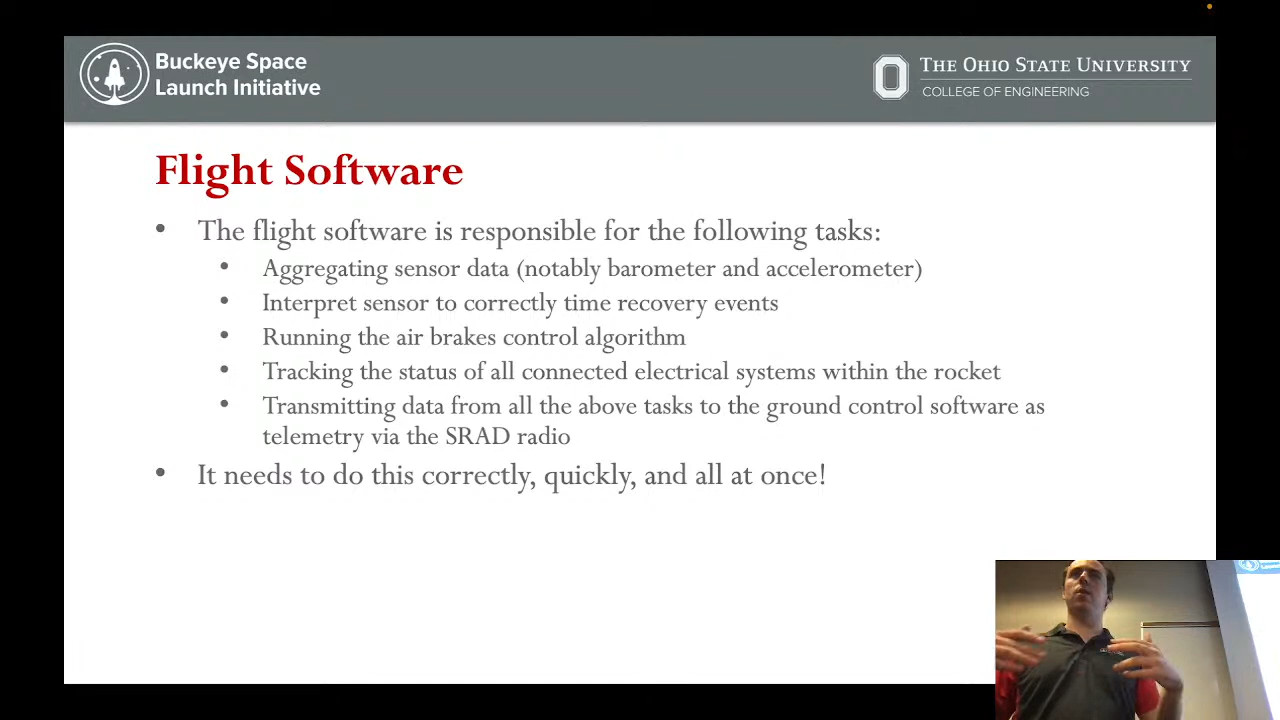 Buckeye Space
Launch Initiative
THE OHIO STATE UNIVERSITY
COLLEGE OF ENGINEERING
Flight Software
• The flight software is responsible for the following tasks:
• Aggregating sensor data (notably barometer and accelerometer)
• Interpret sensor to correctly time recovery events
• Running the air brakes control algorithm
• Tracking the status of all connected electrical systems within the rocket
• Transmitting data from all the above tasks to the ground control software as
telemetry via the SRAD radio
• It needs to do this correctly, quickly, and all at once!